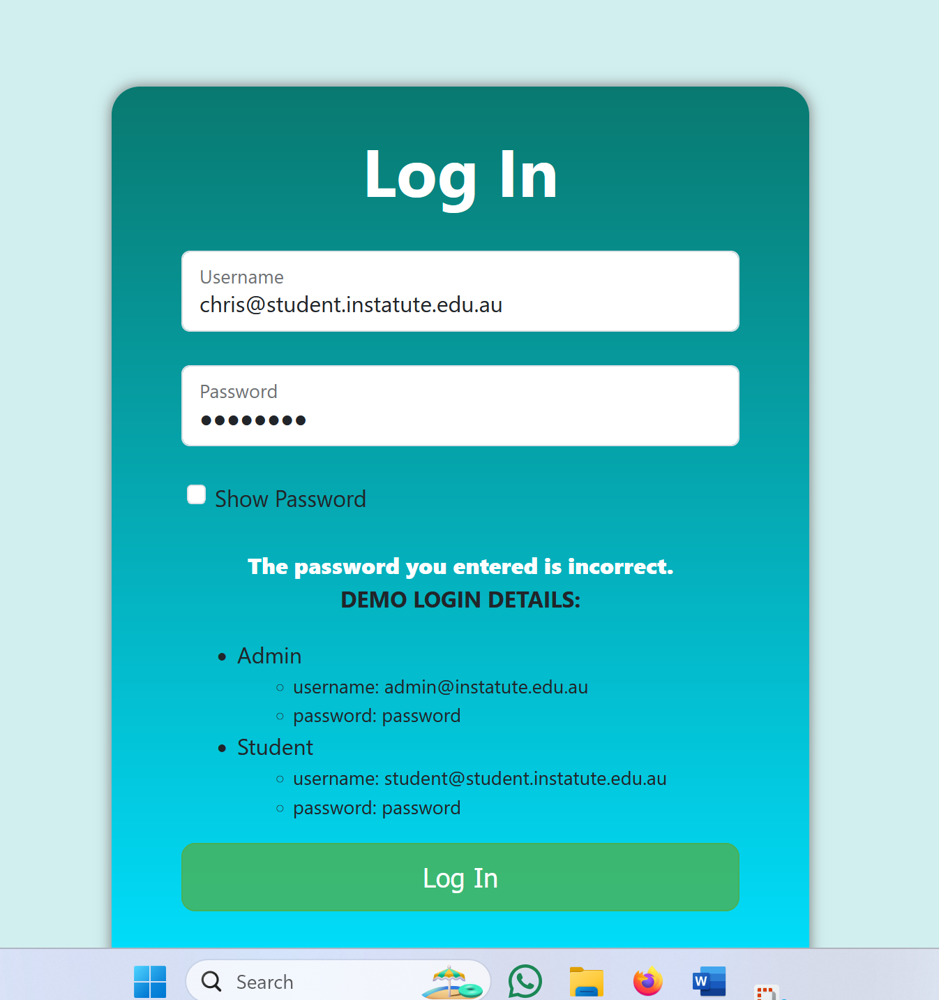 Log In
Username
chris@student.instatute.edu.au
Password
Show Password
The password you entered is incorrect.
DEMO LOGIN DETAILS:
Admin
username: admin@instatute.edu.au
password: password
Student
username: student@student.instatute.edu.au
password: password
Log In
Search
W